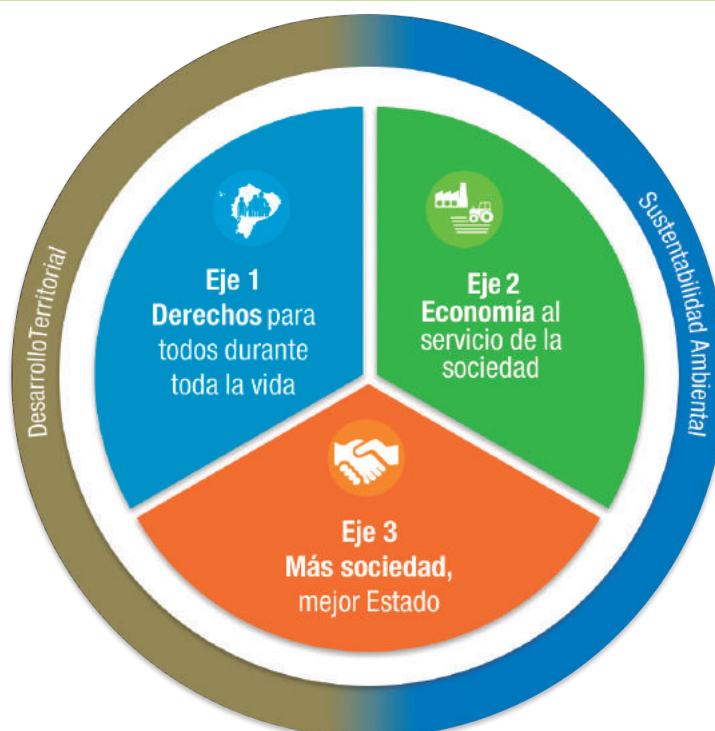 Eje 1
Derechos para
todos durante
toda la vida
Eje 2
Economía al
servicio de la
sociedad
Eje 3
Más sociedad,
mejor Estado
DesarrolloTerritorial
Sustentabilidad Ambiental